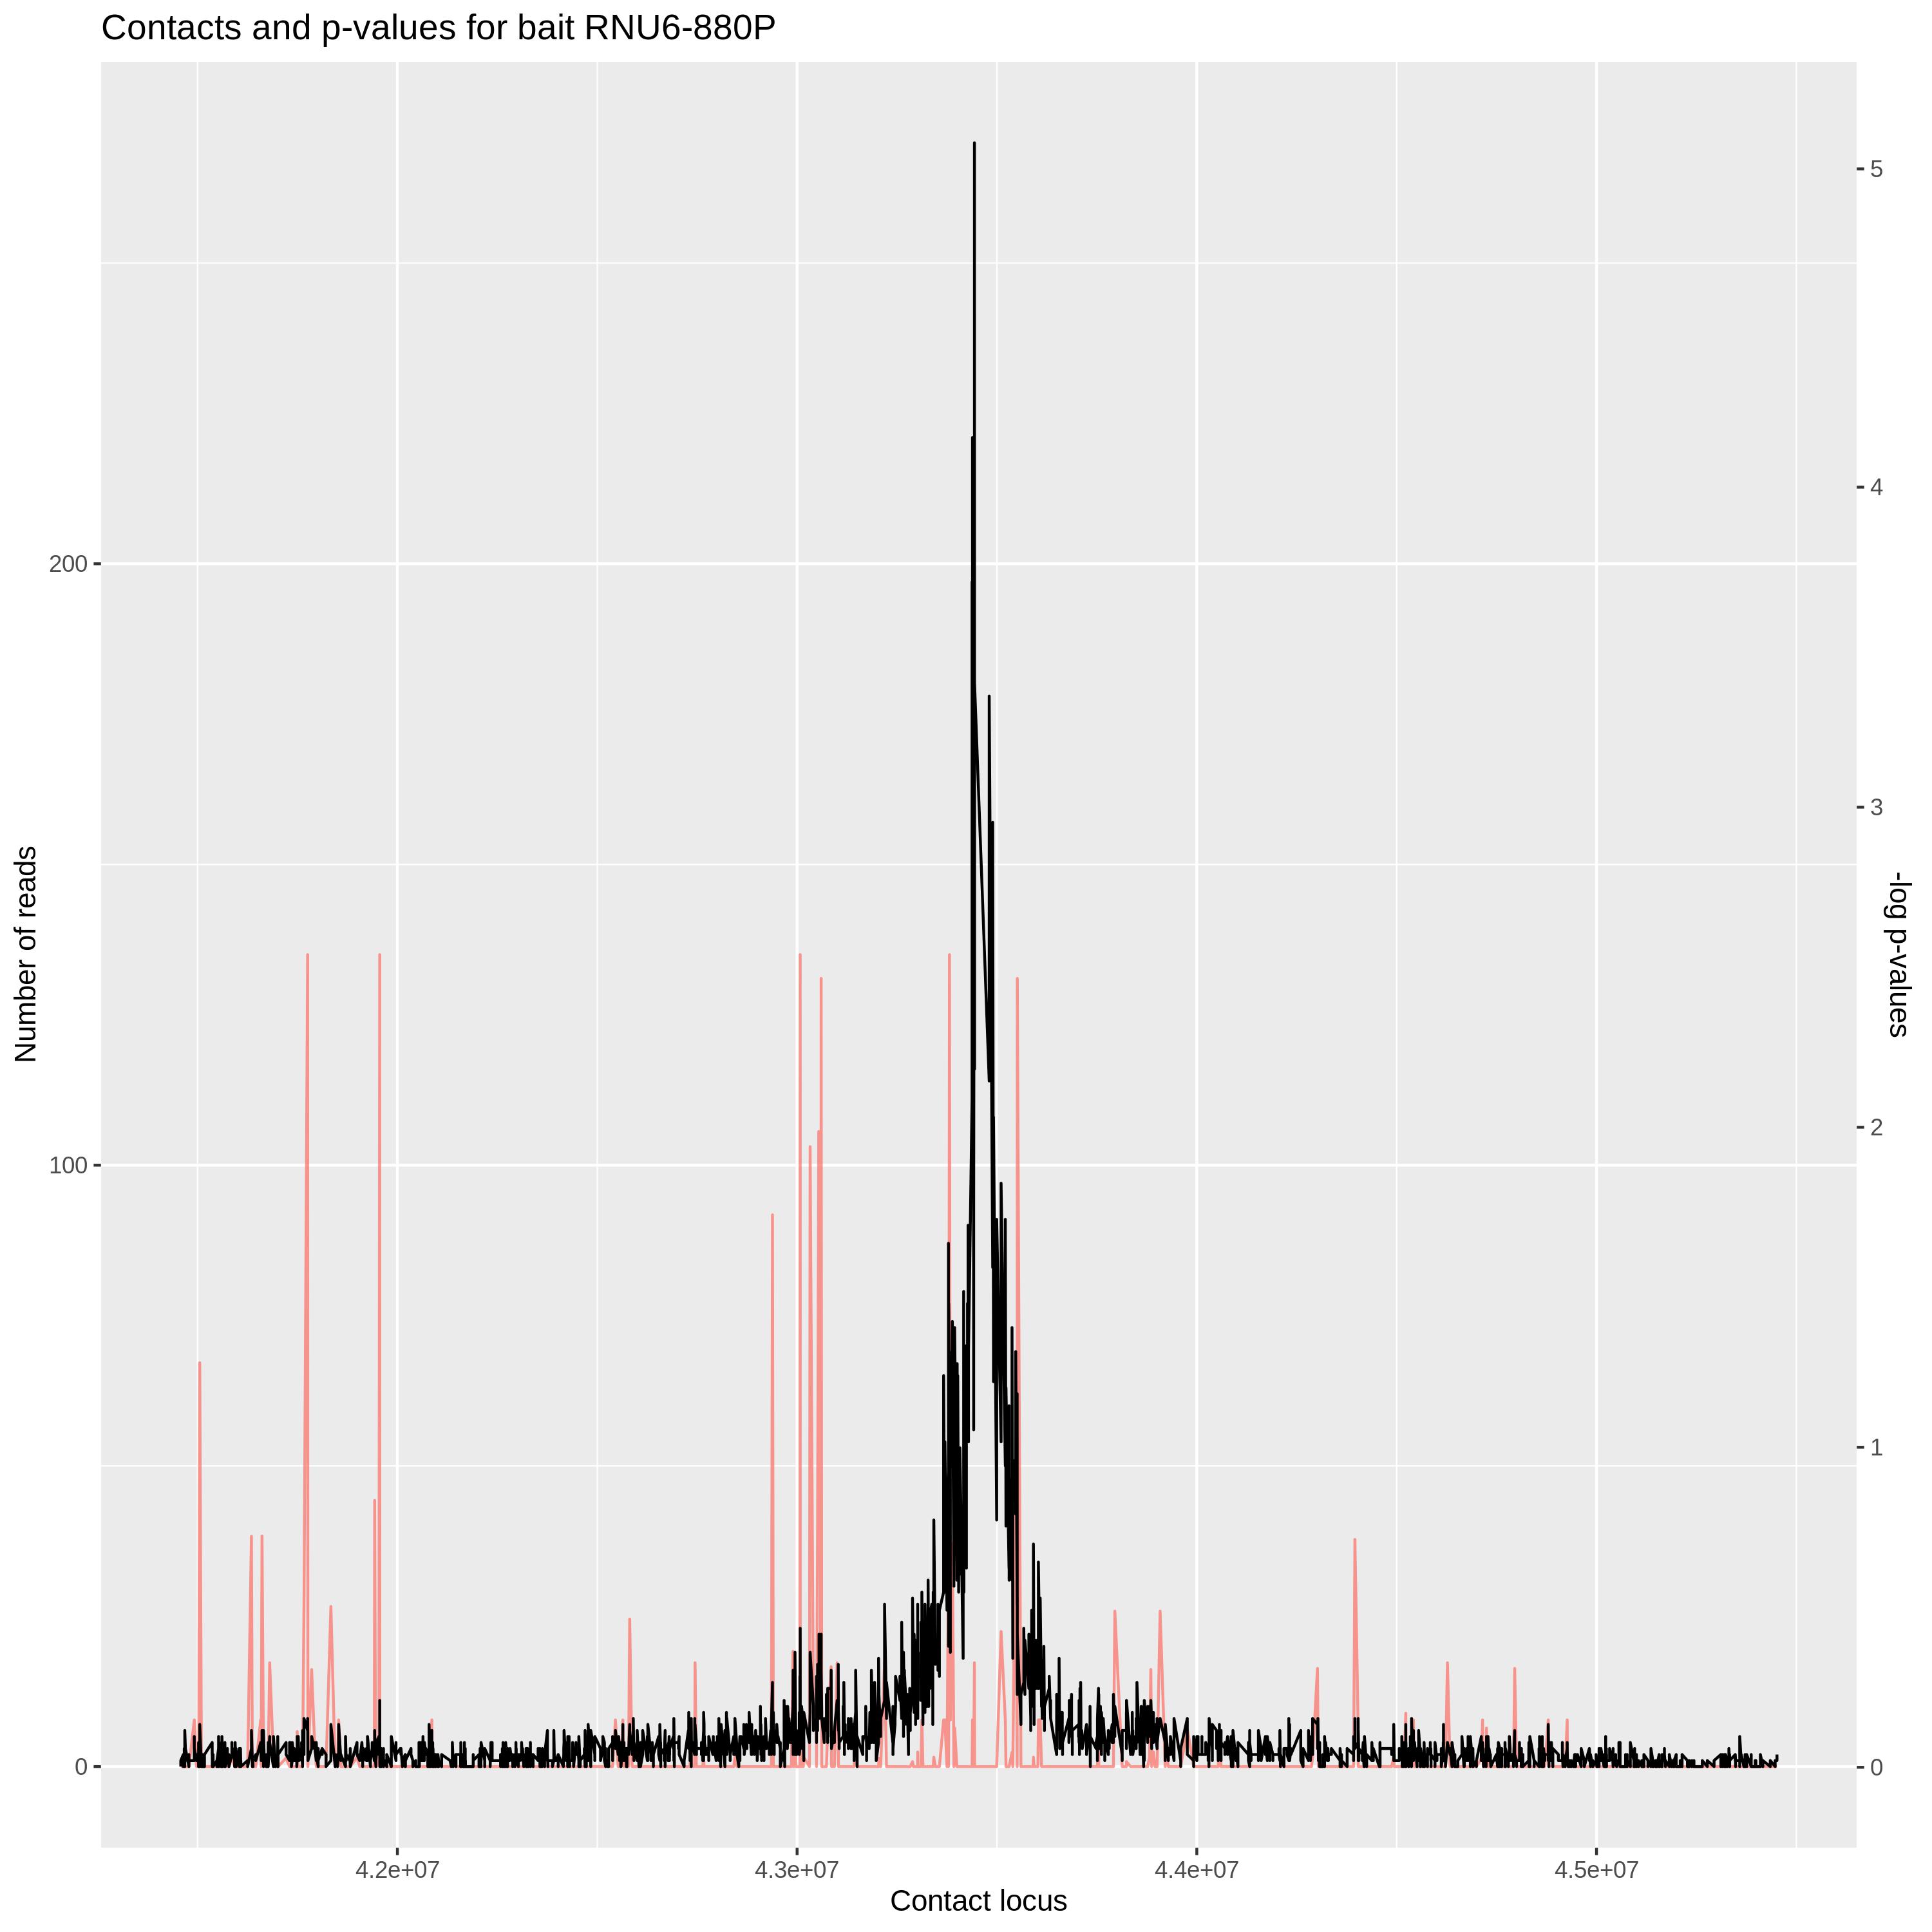 Contacts and p-values for bait RNU6-880P
Number of reads
200
100
0
5
4
3
2
1
0
-log p-values
4.2e+07
4.3e+07
4.4e+07
4.5e+07
Contact locus